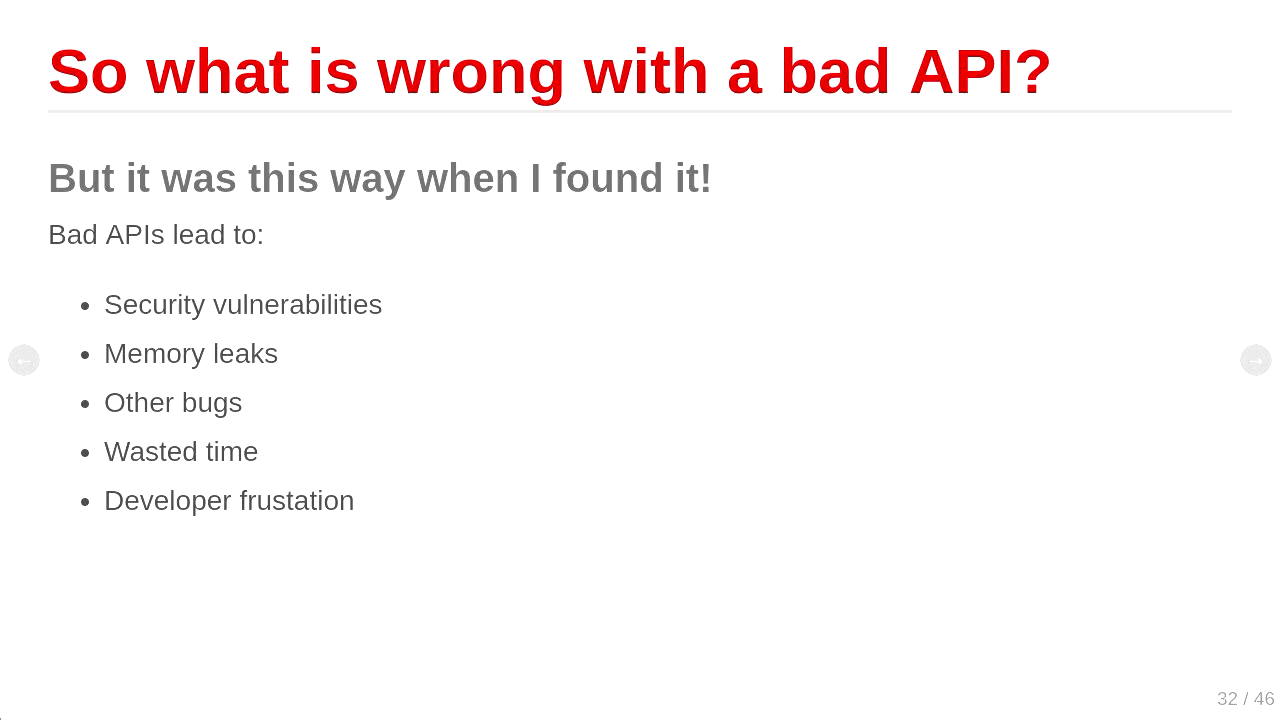 So what is wrong with a bad API?
But it was this way when I found it!
Bad APIs lead to:
• Security vulnerabilities
• Memory leaks
• Other bugs
• Wasted time
• Developer frustation
←
→
32 / 46